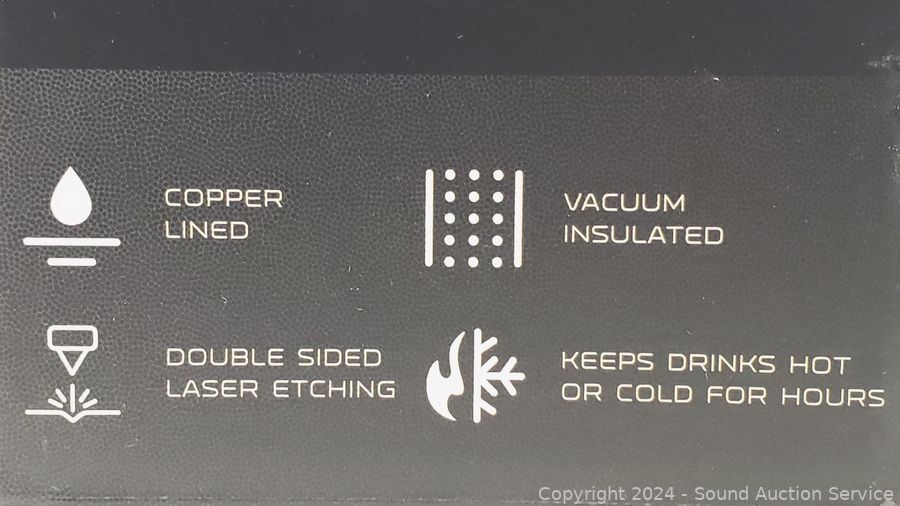 COPPER
LINED
VACUUM
INSULATED
DOUBLE SIDED
LASER ETCHING
KEEPS DRINKS HOT
OR COLD FOR HOURS
Copyright 2024 - Sound Auction Service